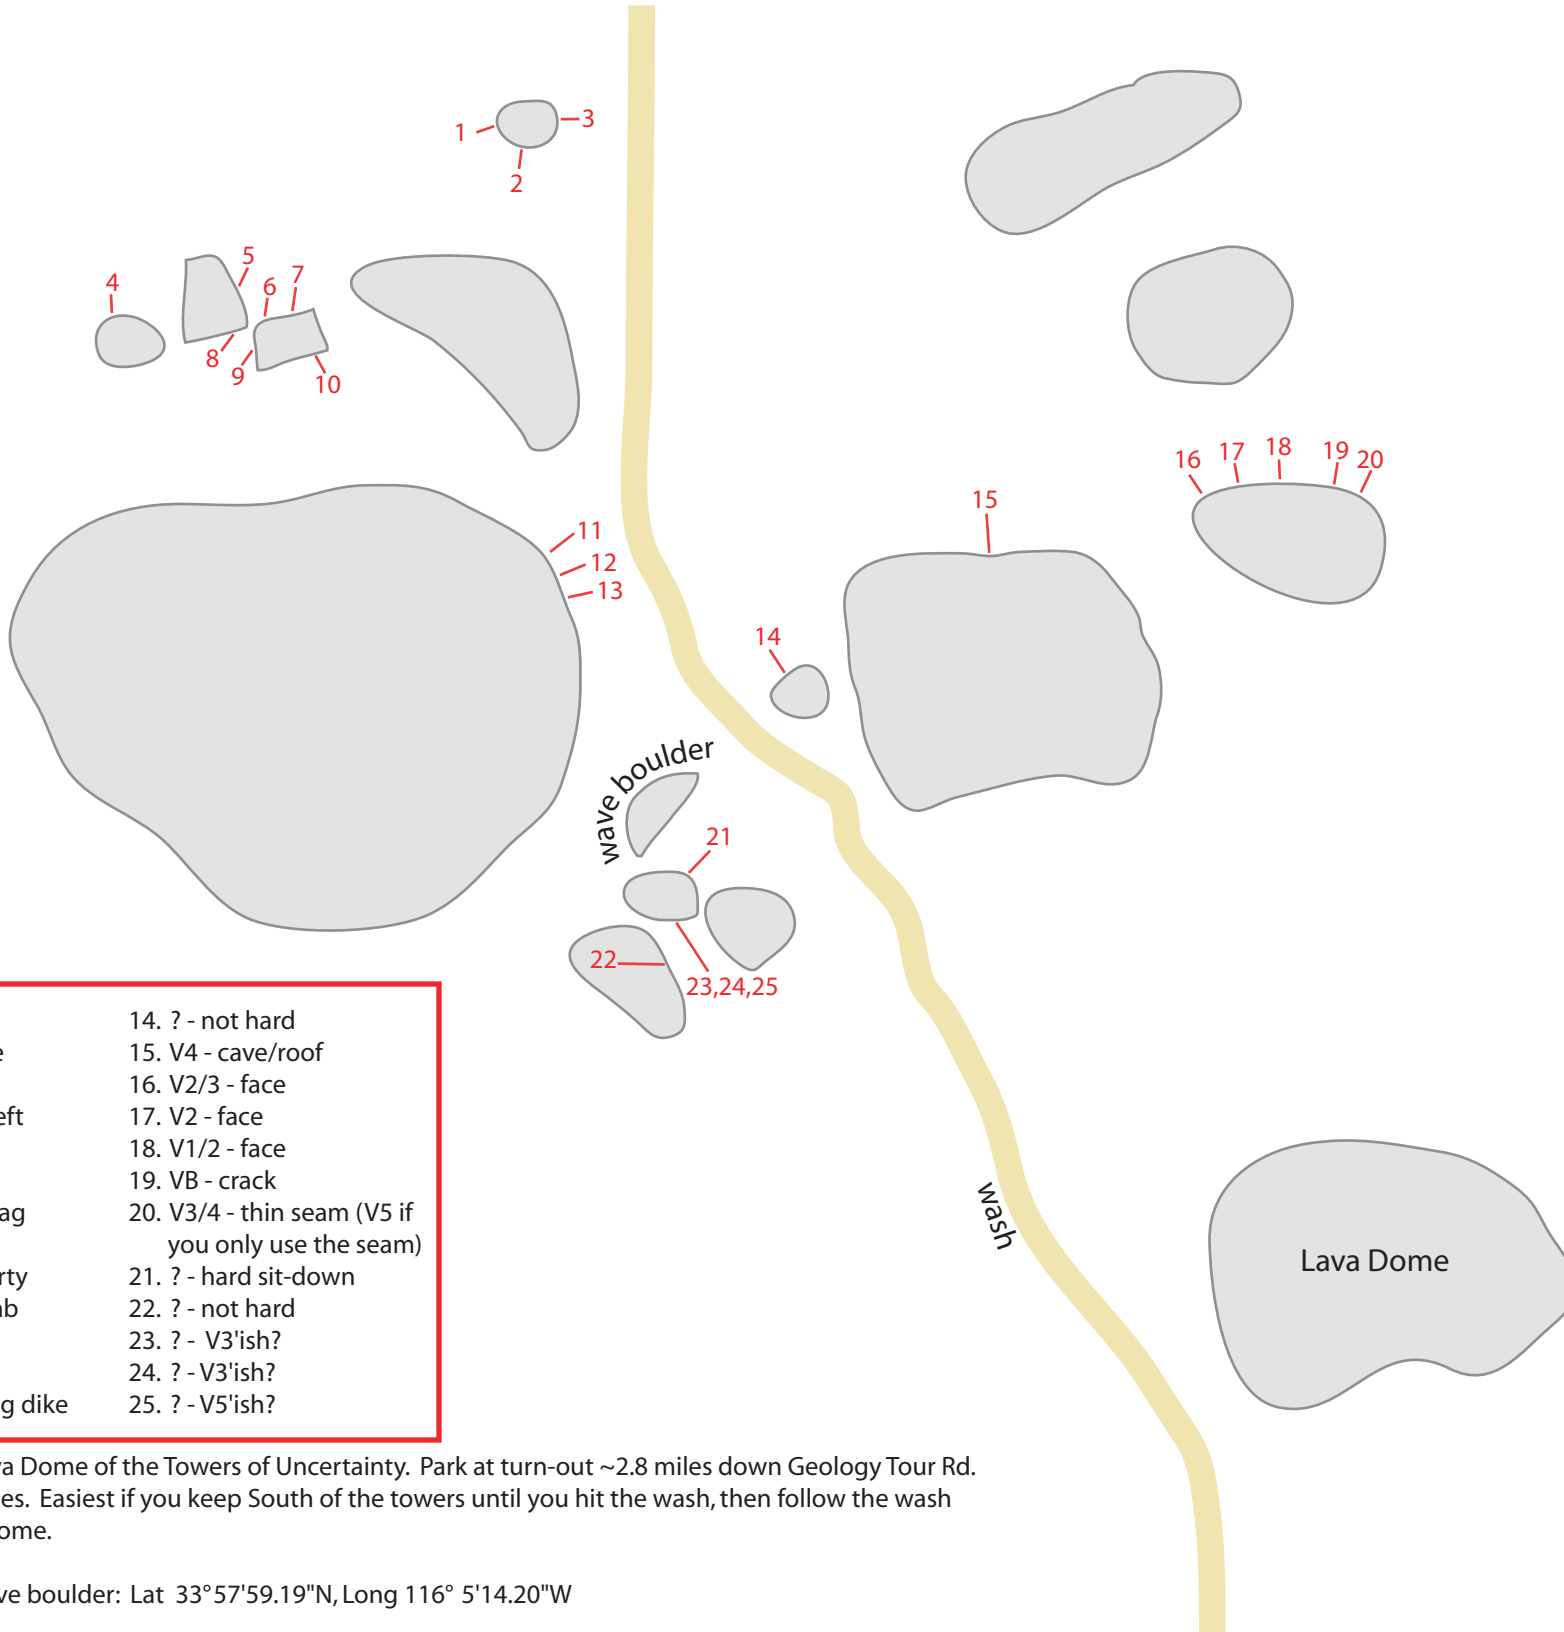 1
3
2
5
4
6
7
8
9
10
16
17
18
19
20
15
11
12
13
14
wave boulder
21
22
23,24,25
14. ? - not hard
15. V4 - cave/roof
16. V2/3 - face
17. V2 - face
18. V1/2 - face
19. VB - crack
20. V3/4 - thin seam (V5 if
you only use the seam)
21. ? - hard sit-down
22. ? - not hard
23. ? - V3'ish?
24. ? - V3'ish?
25. ? - V5'ish?
g dike
wash
Lava Dome
Dome of the Towers of Uncertainty. Park at turn-out ~2.8 miles down Geology Tour Rd.
Easiest if you keep South of the towers until you hit the wash, then follow the wash
boulder: Lat 33°57'59.19"N, Long 116° 5'14.20"W